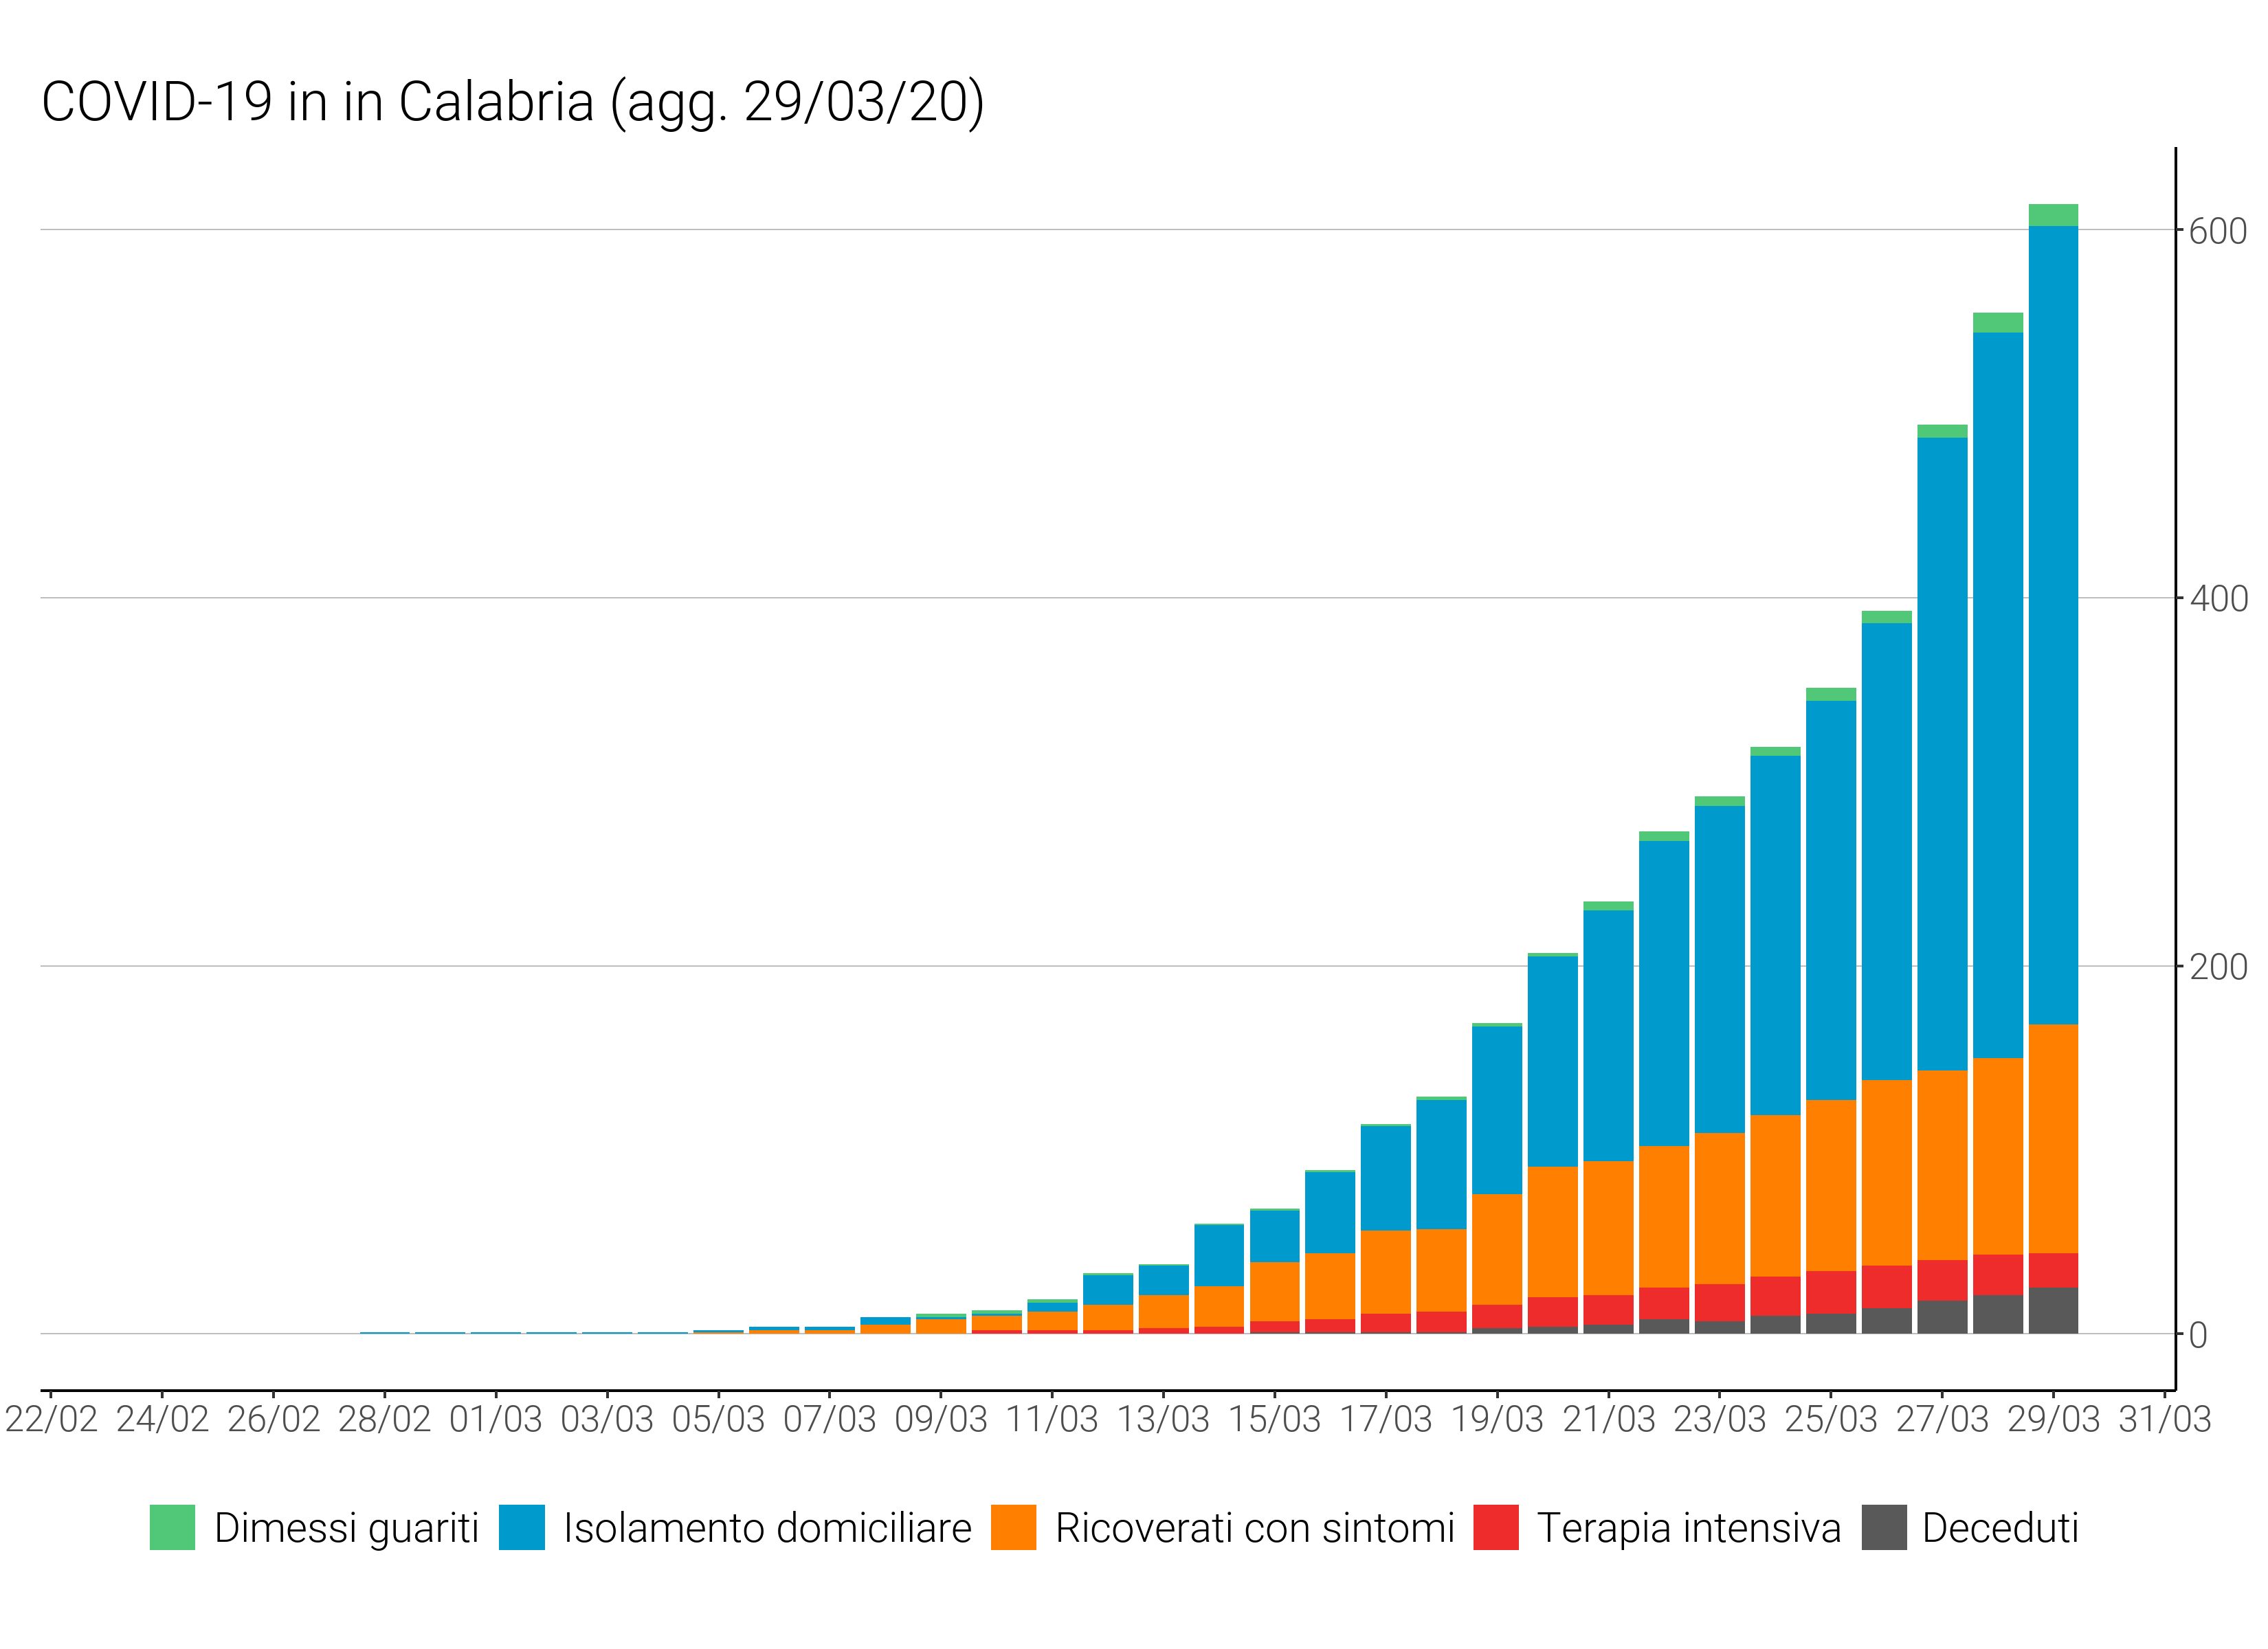 COVID-19 in in Calabria (agg. 29/03/20)
600
400
200
0
22/02 24/02 26/02 28/02 01/03 03/03 05/03 07/03 09/03 11/03 13/03 15/03 17/03 19/03 21/03 23/03 25/03 27/03 29/03 31/03
Dimessi guariti Isolamento domiciliare Ricoverati con sintomi Terapia intensiva Deceduti